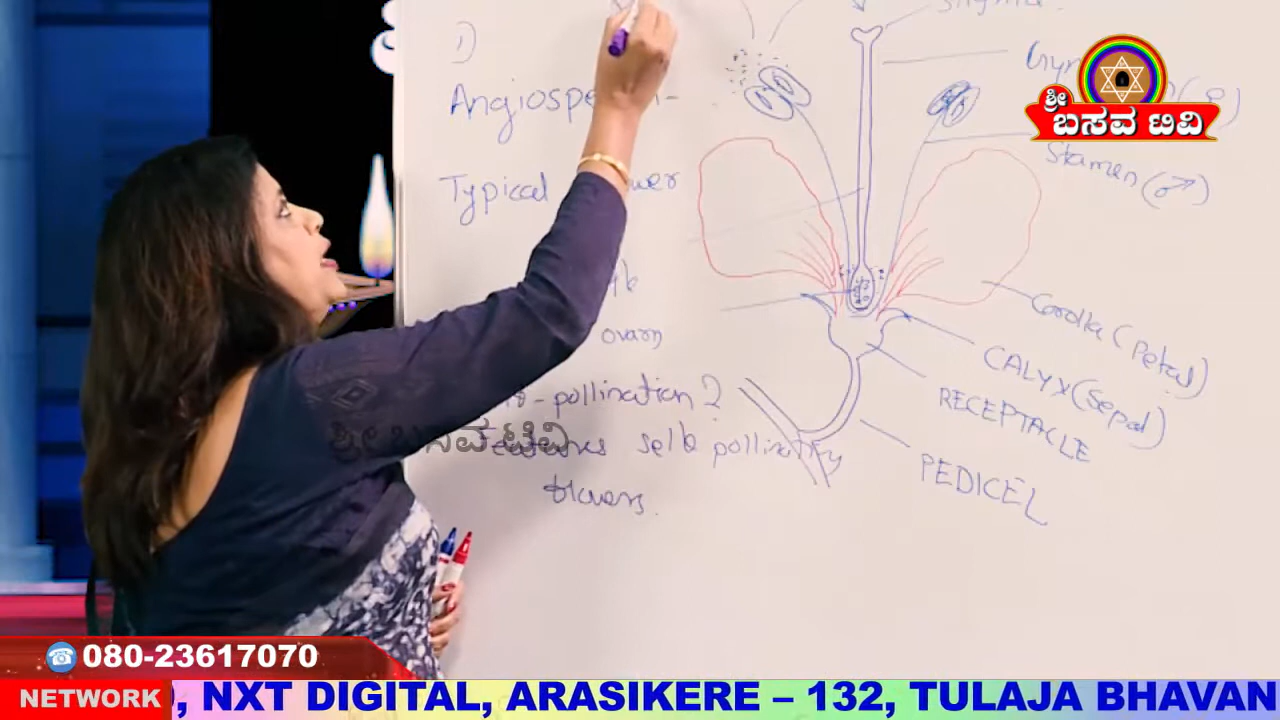 1)
Angiosperm -
Typical
ovary
pollination?
self pollinating
flowers.
Stigma
Stamen (♂)
Corolla (Petal)
CALYX (Sepal)
RECEPTACLE
PEDICEL
ಶ್ರೀ
ಬಸವ ಟಿವಿ
ಶ್ರೀ ಬಸವ ಟಿವಿ
080-23617070
NETWORK , NXT DIGITAL, ARASIKERE – 132, TULAJA BHAVAN